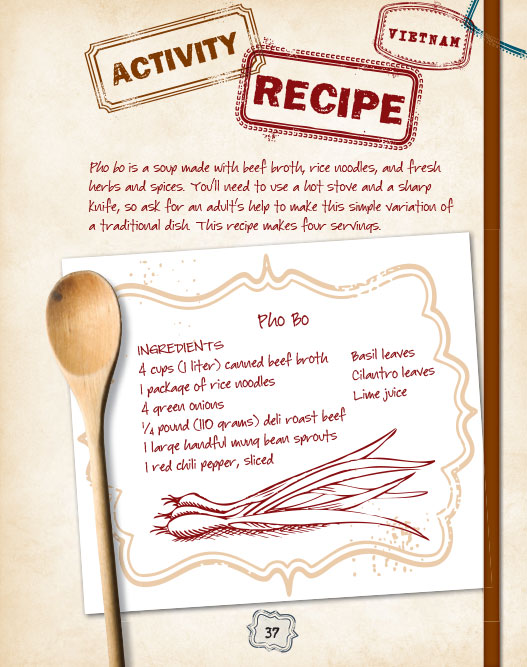 ACTIVITY
VIETNAM
RECIPE
Pho bo is a soup made with beef broth, rice noodles, and fresh
herbs and spices. You'll need to use a hot stove and a sharp
knife, so ask for an adult's help to make this simple variation of
a traditional dish. This recipe makes four servings.
Pho Bo
INGREDIENTS
4 cups (1 liter) canned beef broth
1 package of rice noodles
4 green onions
1/4 pound (110 grams) deli roast beef
1 large handful mung bean sprouts
1 red chili pepper, sliced
Basil leaves
Cilantro leaves
Lime juice
37